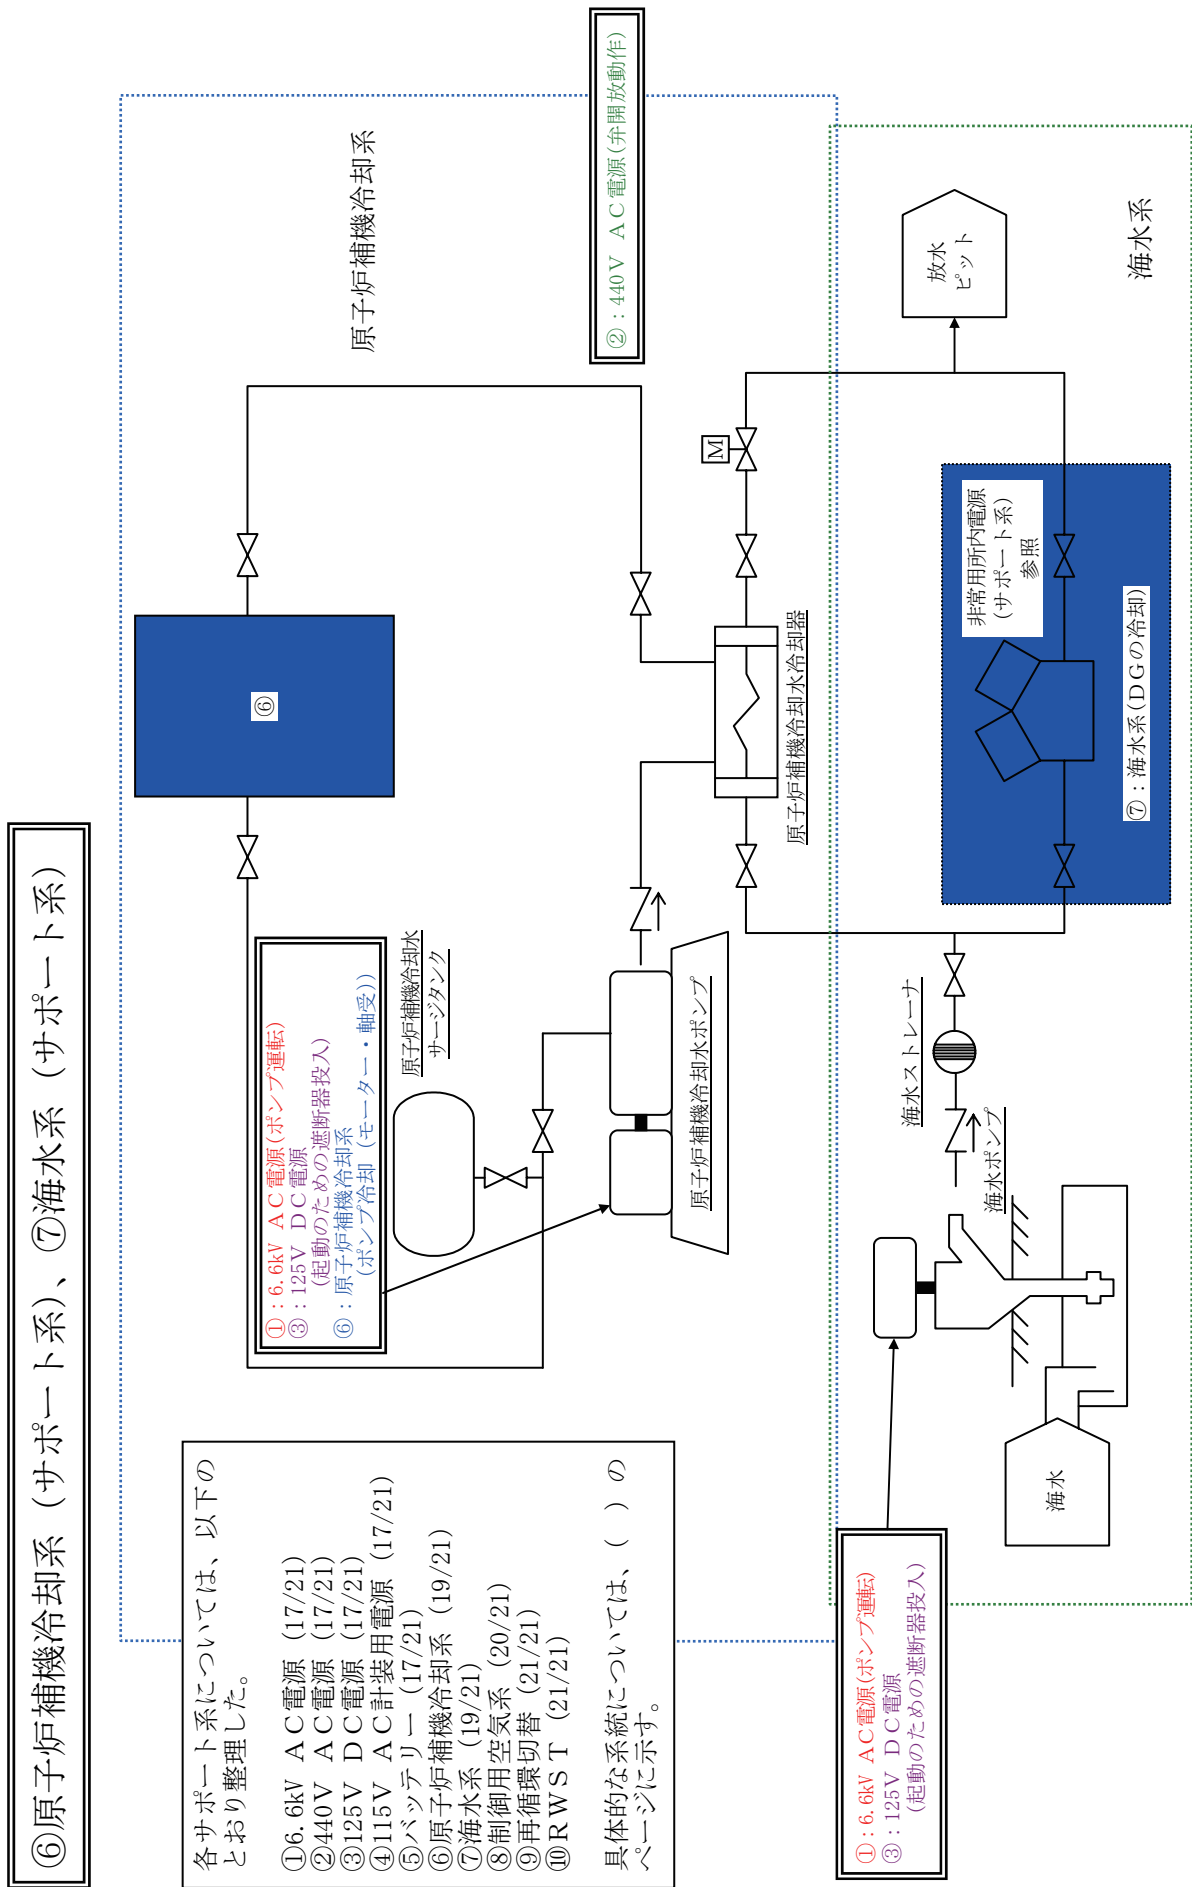 ⑥原子炉補機冷却系（サポート系）、⑦海水系（サポート系）
各サポート系については、以下の
とおり整理した。
①6.6kV AC電源（17/21）
②440V AC電源（17/21）
③125V DC電源（17/21）
④115V AC計装用電源（17/21）
⑤バッテリー（17/21）
⑥原子炉補機冷却系（19/21）
⑦海水系（19/21）
⑧制御用空気系（20/21）
⑨再循環切替（21/21）
⑩RWST（21/21）
具体的な系統については、（ ）の
ページに示す。
①：6.6kV AC電源(ポンプ運転)
③：125V DC電源
(起動のための遮断器投入)
⑥：原子炉補機冷却系
(ポンプ冷却（モーター・軸受）)
原子炉補機冷却水
サージタンク
原子炉補機冷却水ポンプ
⑥
原子炉補機冷却系
②：440V AC電源(弁開放動作)
M
原子炉補機冷却水冷却器
①：6.6kV AC電源(ポンプ運転)
③：125V DC電源
(起動のための遮断器投入)
海水
海水ポンプ
海水ストレーナ
非常用所内電源
(サポート系)
参照
⑦：海水系(DGの冷却)
放水
ピット
海水系